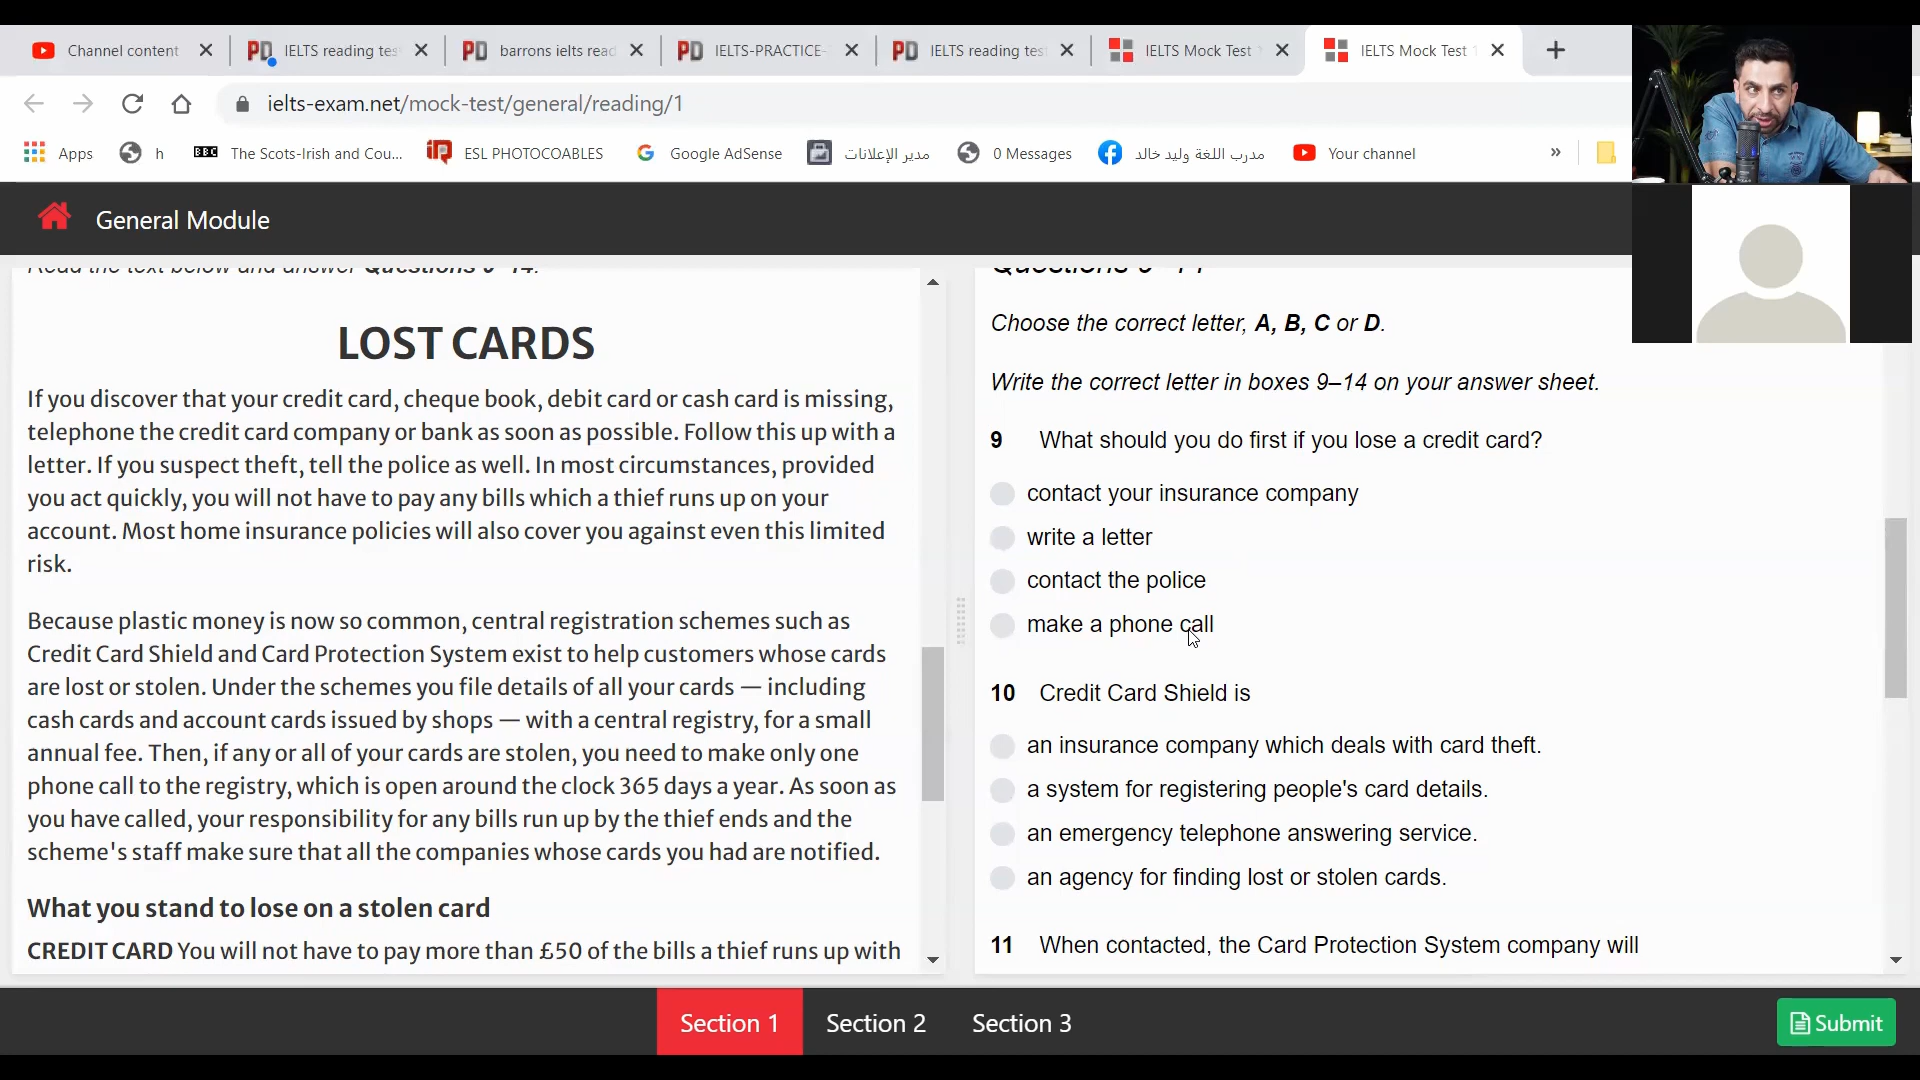 Channel content
IELTS reading tes
barrons ielts read
IELTS-PRACTICE-
IELTS reading tes
IELTS Mock Test 1
IELTS Mock Test 1
ielts-exam.net/mock-test/general/reading/1
Apps
h
BBC
The Scots-Irish and Cou...
ESL PHOTOCOABLES
Google AdSense
مدير الإعلانات
0 Messages
مدرب اللغة وليد خالد
Your channel
»
General Module
Read the text below and answer Questions 9–14.
LOST CARDS
If you discover that your credit card, cheque book, debit card or cash card is missing,
telephone the credit card company or bank as soon as possible. Follow this up with a
letter. If you suspect theft, tell the police as well. In most circumstances, provided
you act quickly, you will not have to pay any bills which a thief runs up on your
account. Most home insurance policies will also cover you against even this limited
risk.
Because plastic money is now so common, central registration schemes such as
Credit Card Shield and Card Protection System exist to help customers whose cards
are lost or stolen. Under the schemes you file details of all your cards — including
cash cards and account cards issued by shops — with a central registry, for a small
annual fee. Then, if any or all of your cards are stolen, you need to make only one
phone call to the registry, which is open around the clock 365 days a year. As soon as
you have called, your responsibility for any bills run up by the thief ends and the
scheme's staff make sure that all the companies whose cards you had are notified.
What you stand to lose on a stolen card
CREDIT CARD You will not have to pay more than £50 of the bills a thief runs up with
Questions 9–14
Choose the correct letter, A, B, C or D.
Write the correct letter in boxes 9–14 on your answer sheet.
9 What should you do first if you lose a credit card?
contact your insurance company
write a letter
contact the police
make a phone call
10 Credit Card Shield is
an insurance company which deals with card theft.
a system for registering people's card details.
an emergency telephone answering service.
an agency for finding lost or stolen cards.
11 When contacted, the Card Protection System company will
Section 1
Section 2
Section 3
Submit